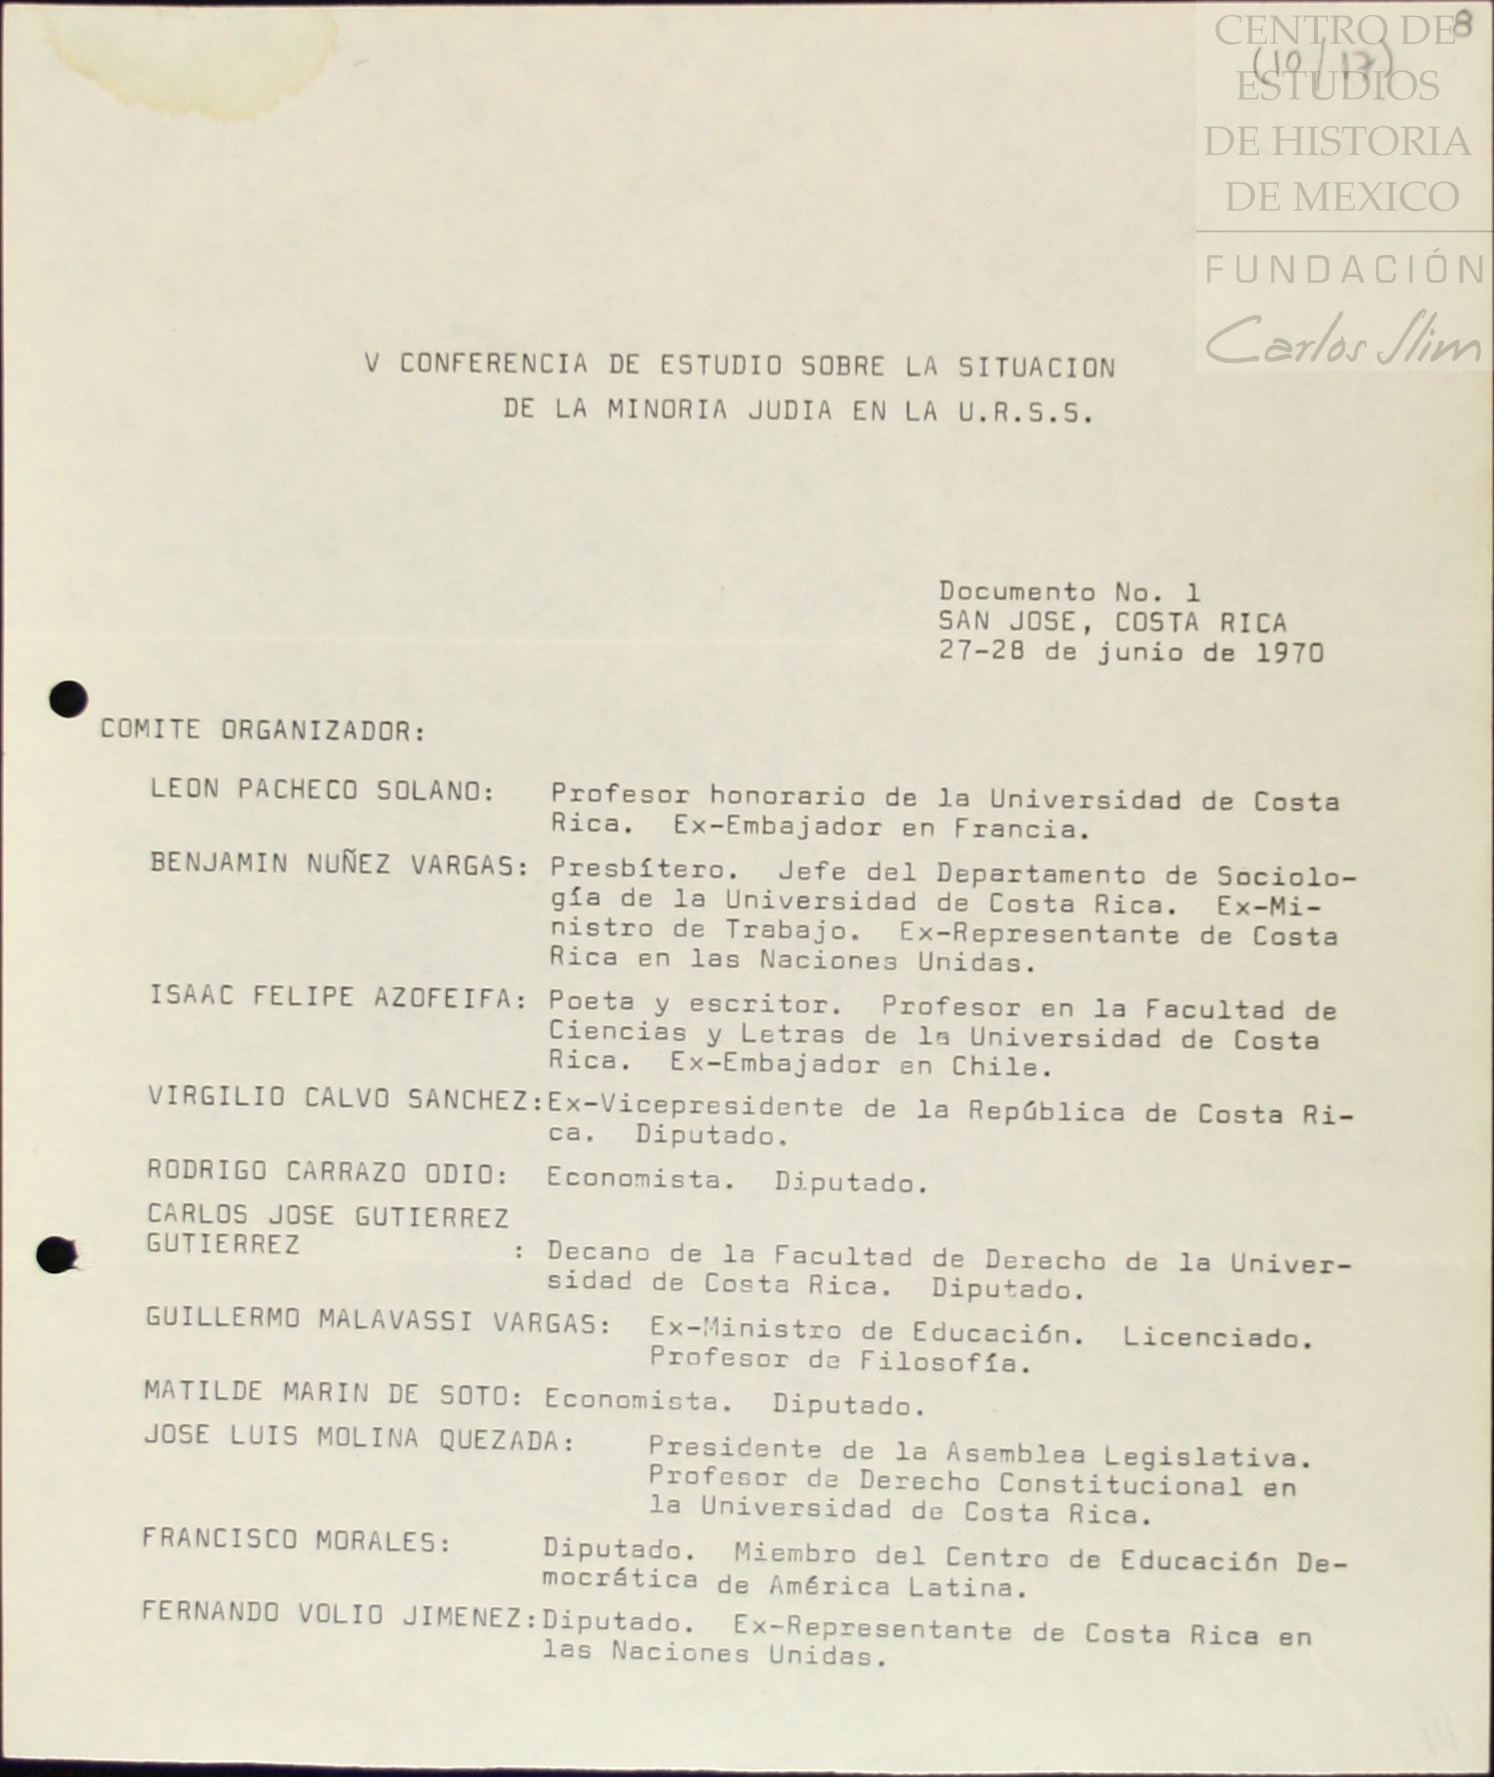 8
(10/17)
CENTRO DE
ESTUDIOS
DE HISTORIA
DE MEXICO
FUNDACIÓN
Carlos Slim
V CONFERENCIA DE ESTUDIO SOBRE LA SITUACION
DE LA MINORIA JUDIA EN LA U.R.S.S.
Documento No. 1
SAN JOSE, COSTA RICA
27-28 de junio de 1970
COMITE ORGANIZADOR:
LEON PACHECO SOLANO: Profesor honorario de la Universidad de Costa
Rica. Ex-Embajador en Francia.
BENJAMIN NUÑEZ VARGAS: Presbítero. Jefe del Departamento de Sociolo-
gía de la Universidad de Costa Rica. Ex-Mi-
nistro de Trabajo. Ex-Representante de Costa
Rica en las Naciones Unidas.
ISAAC FELIPE AZOFEIFA: Poeta y escritor. Profesor en la Facultad de
Ciencias y Letras de la Universidad de Costa
Rica. Ex-Embajador en Chile.
VIRGILIO CALVO SANCHEZ:Ex-Vicepresidente de la República de Costa Ri-
ca. Diputado.
RODRIGO CARRAZO ODIO: Economista. Diputado.
CARLOS JOSE GUTIERREZ
GUTIERREZ : Decano de la Facultad de Derecho de la Univer-
sidad de Costa Rica. Diputado.
GUILLERMO MALAVASSI VARGAS: Ex-Ministro de Educación. Licenciado.
Profesor de Filosofía.
MATILDE MARIN DE SOTO: Economista. Diputado.
JOSE LUIS MOLINA QUEZADA: Presidente de la Asamblea Legislativa.
Profesor de Derecho Constitucional en
la Universidad de Costa Rica.
FRANCISCO MORALES: Diputado. Miembro del Centro de Educación De-
mocrática de América Latina.
FERNANDO VOLIO JIMENEZ:Diputado. Ex-Representante de Costa Rica en
las Naciones Unidas.